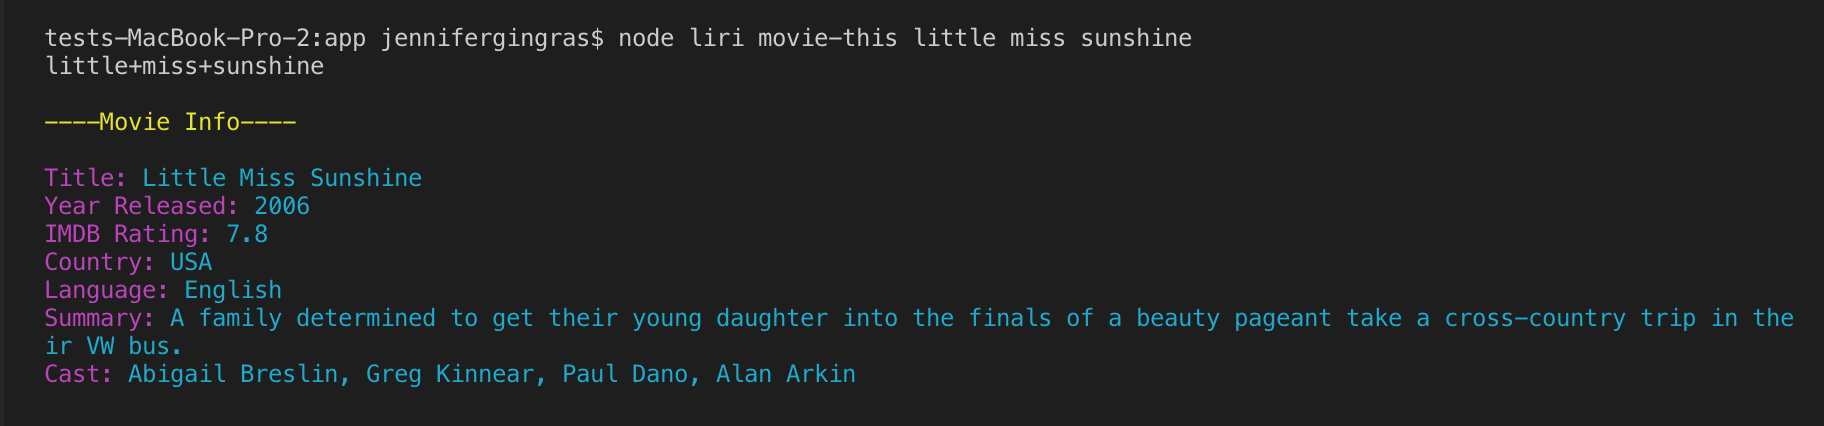 tests-MacBook-Pro-2:app jennifergingras$ node liri movie-this little miss sunshine
little+miss+sunshine
----Movie Info----
Title: Little Miss Sunshine
Year Released: 2006
IMDB Rating: 7.8
Country: USA
Language: English
Summary: A family determined to get their young daughter into the finals of a beauty pageant take a cross-country trip in the
ir VW bus.
Cast: Abigail Breslin, Greg Kinnear, Paul Dano, Alan Arkin